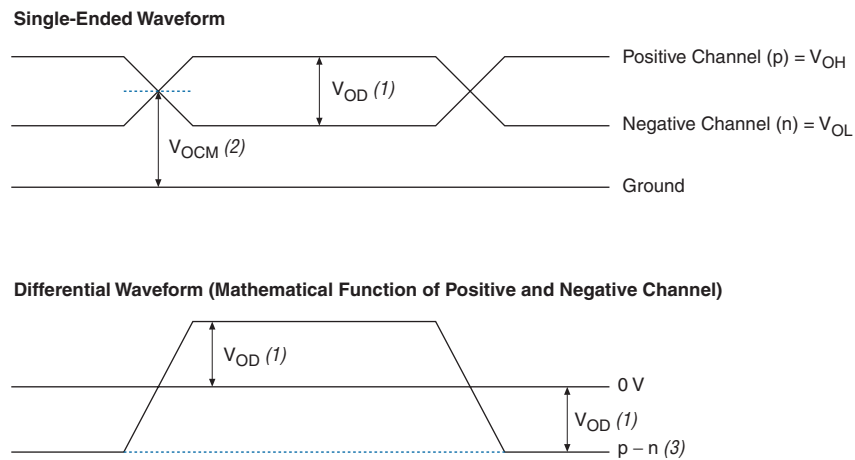 Single-Ended Waveform
Positive Channel (p) = VOH
VOD (1)
Negative Channel (n) = VOL
VOCM (2)
Ground
Differential Waveform (Mathematical Function of Positive and Negative Channel)
VOD (1)
0 V
VOD (1)
p – n (3)